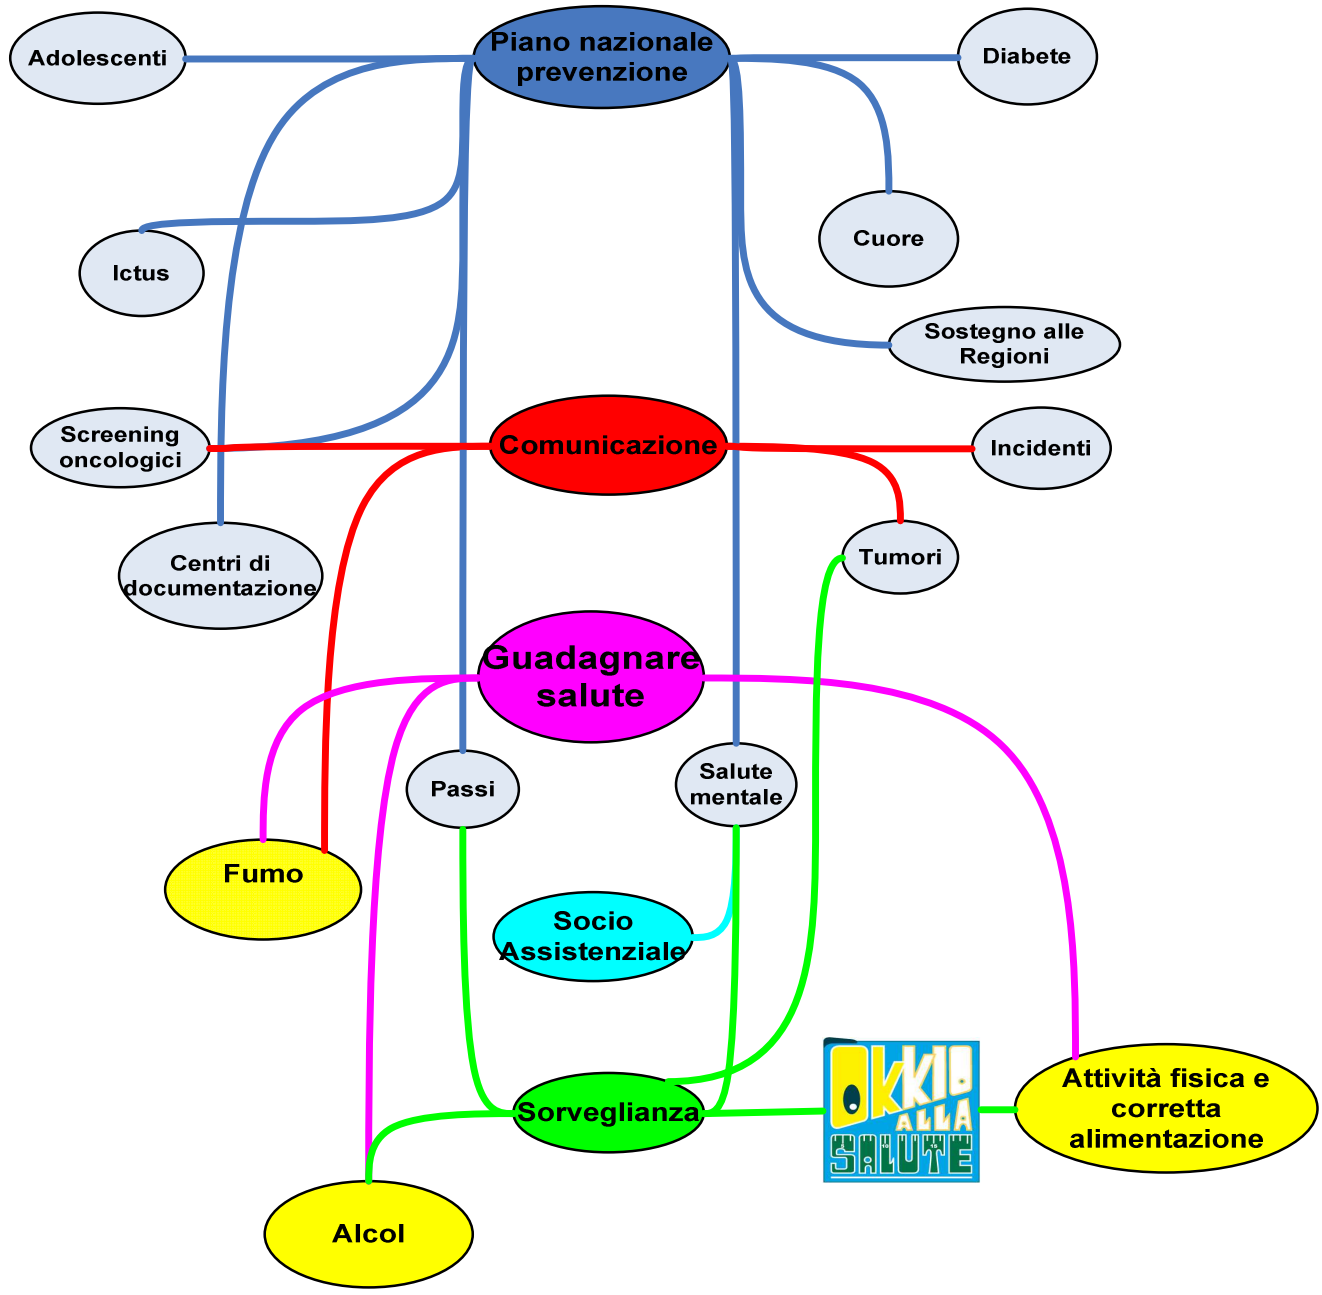 Adolescenti
Piano nazionale
prevenzione
Diabete
Cuore
Ictus
Sostegno alle
Regioni
Screening
oncologici
Comunicazione
Incidenti
Centri di
documentazione
Tumori
Guadagnare
salute
Passi
Salute
mentale
Fumo
Socio
Assistenziale
OKKIO
ALLA
SALUTE
Sorveglianza
Attività fisica e
corretta
alimentazione
Alcol